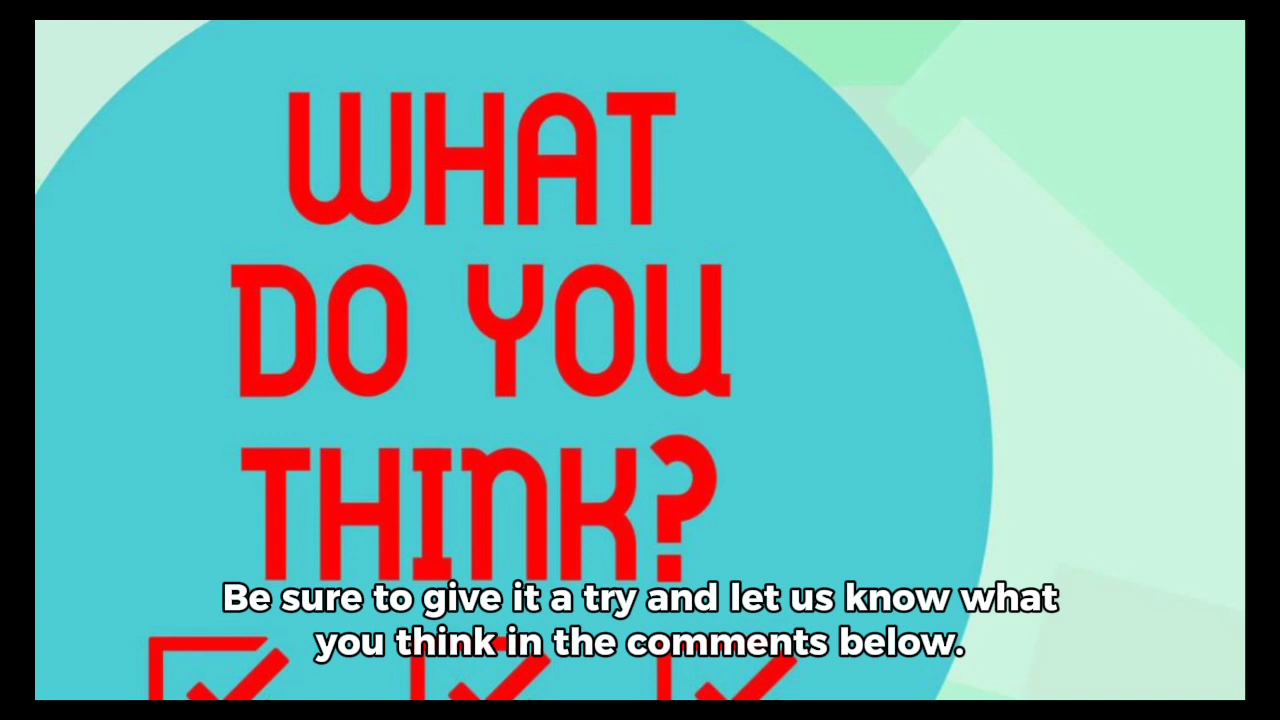 WHAT
DO YOU
THINK?
Be sure to give it a try and let us know what
you think in the comments below.